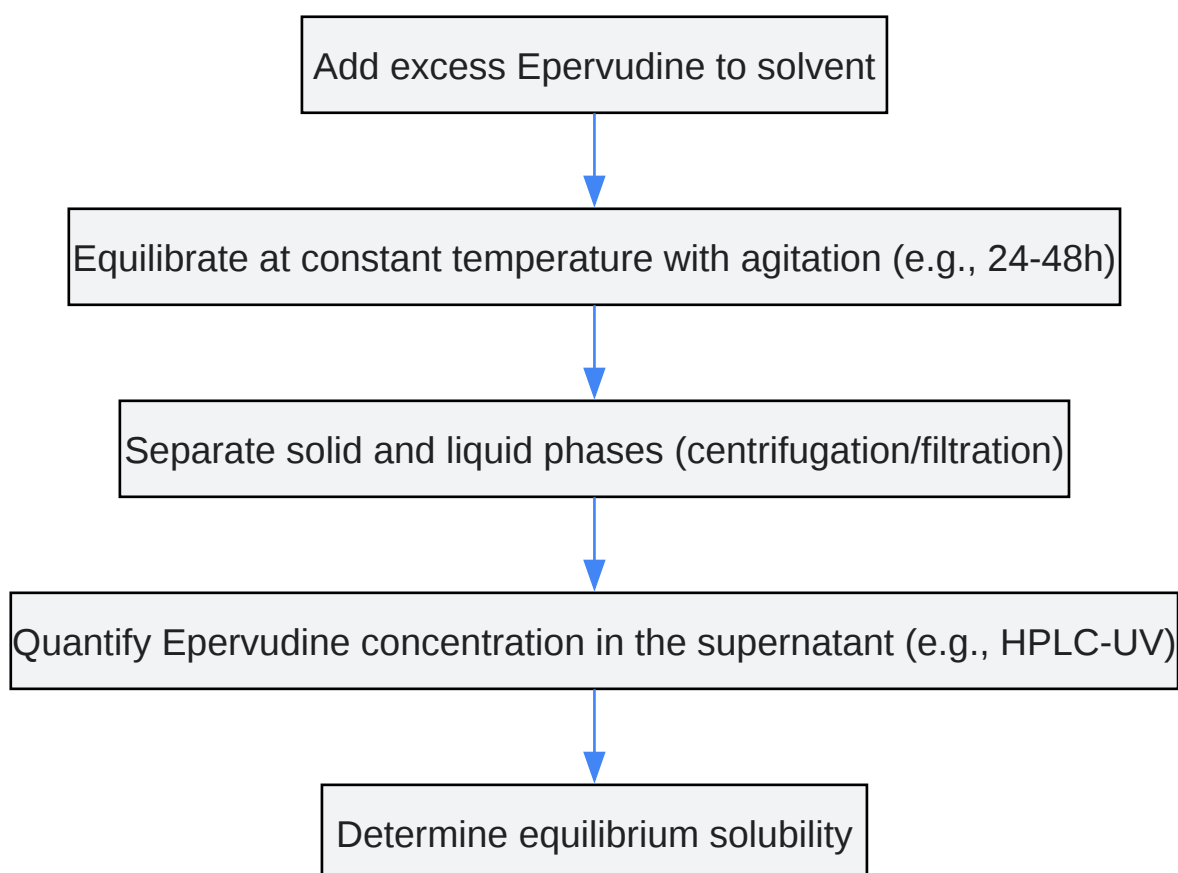 Add excess Epervudine to solvent
Equilibrate at constant temperature with agitation (e.g., 24-48h)
Separate solid and liquid phases (centrifugation/filtration)
Quantify Epervudine concentration in the supernatant (e.g., HPLC-UV)
Determine equilibrium solubility